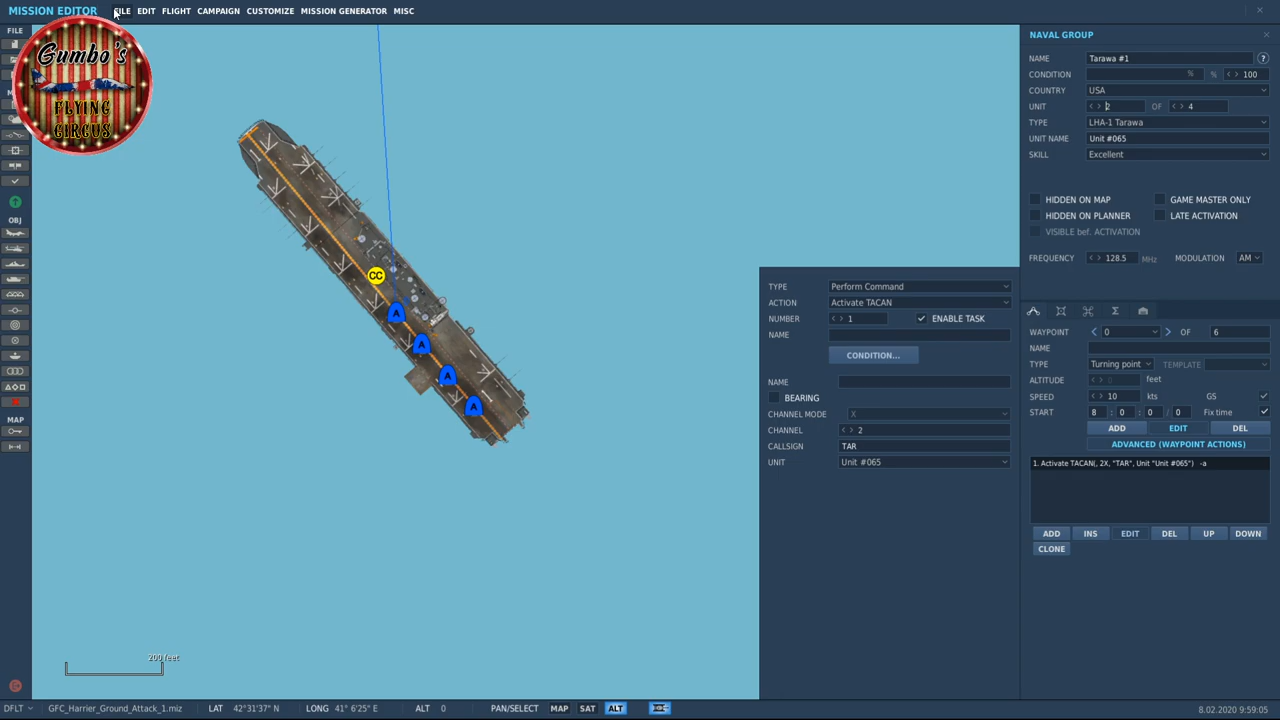 MISSION EDITOR FILE EDIT FLIGHT CAMPAIGN CUSTOMIZE MISSION GENERATOR MISC
FILE
Gumbo's
FLYING
CIRCUS
OBJ
MAP
CC
A
A
A
A
200 feet
NAVAL GROUP
NAME Tarawa #1 ?
CONDITION % % < > 100
COUNTRY USA
UNIT < > 2 OF < > 4
TYPE LHA-1 Tarawa
UNIT NAME Unit #065
SKILL Excellent
HIDDEN ON MAP GAME MASTER ONLY
HIDDEN ON PLANNER LATE ACTIVATION
VISIBLE bef. ACTIVATION
FREQUENCY < > 128.5 MHz MODULATION AM
TYPE Perform Command
ACTION Activate TACAN
NUMBER < > 1 ENABLE TASK
NAME
CONDITION...
NAME
BEARING
CHANNEL MODE X
CHANNEL < > 2
CALLSIGN TAR
UNIT Unit #065
WAYPOINT < 0 > OF 6
NAME
TYPE Turning point TEMPLATE
ALTITUDE 0 feet
SPEED 10 kts GS
START 8 : 0 : 0 / 0 Fix time
ADD EDIT DEL
ADVANCED (WAYPOINT ACTIONS)
1. Activate TACAN(, 2X, "TAR", Unit "Unit #065") -a
ADD INS EDIT DEL UP DOWN
CLONE
DFLT GFC_Harrier_Ground_Attack_1.miz LAT 42°31'37" N LONG 41° 6'25" E ALT 0 PAN/SELECT MAP SAT ALT 8.02.2020 9:59:05